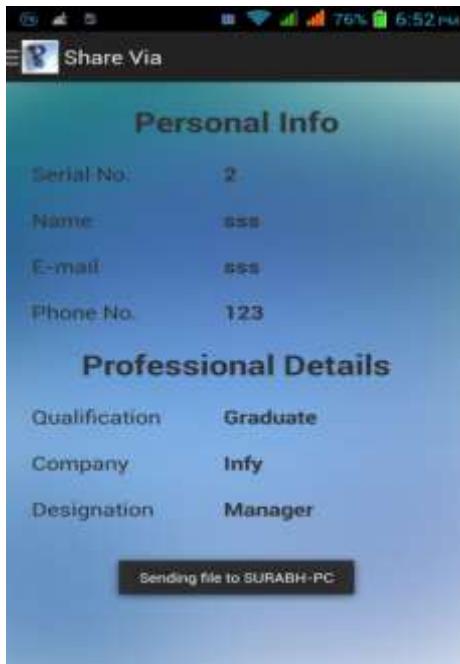 76% 6:52 PM
Share Via
Personal Info
Serial No. 2
Name sss
E-mail sss
Phone No. 123
Professional Details
Qualification Graduate
Company Infy
Designation Manager
Sending file to SURABH-PC